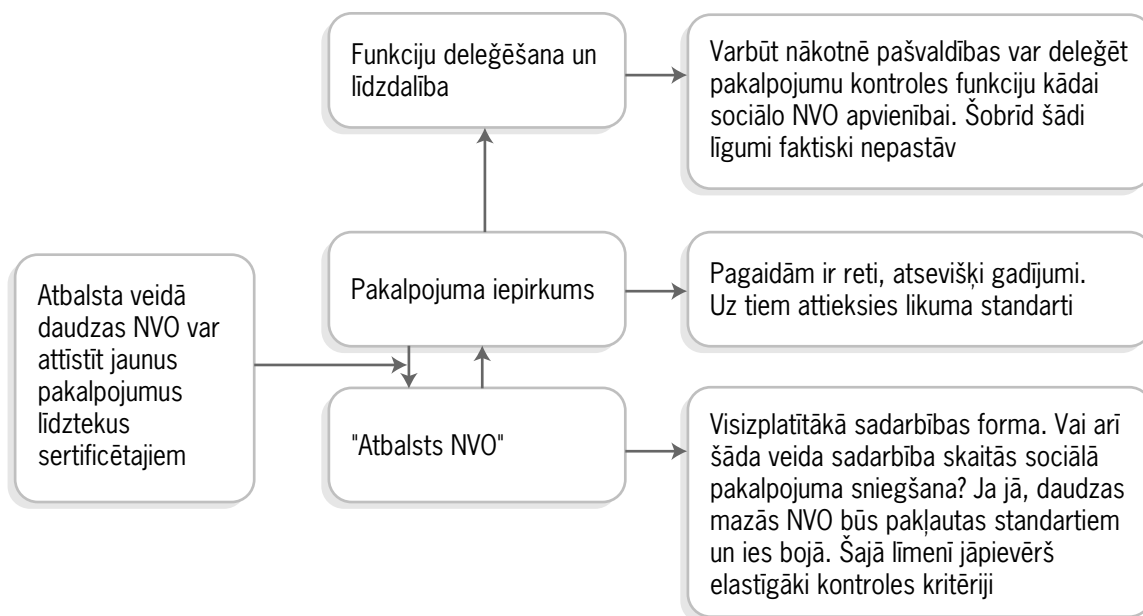 Funkciju deleģēšana un
līdzdalība
Varbūt nākotnē pašvaldības var deleģēt
pakalpojumu kontroles funkciju kādai
sociālo NVO apvienībai. Šobrīd šādi
līgumi faktiski nepastāv
Atbalsta veidā
daudzas NVO var
attīstīt jaunus
pakalpojumus
līdztekus
sertificētajiem
Pakalpojuma iepirkums
Pagaidām ir reti, atsevišķi gadījumi.
Uz tiem attieksies likuma standarti
"Atbalsts NVO"
Visizplatītākā sadarbības forma. Vai arī
šāda veida sadarbība skaitās sociālā
pakalpojuma sniegšana? Ja jā, daudzas
mazās NVO būs pakļautas standartiem
un ies bojā. Šajā līmenī jāpievērš
elastīgāki kontroles kritēriji